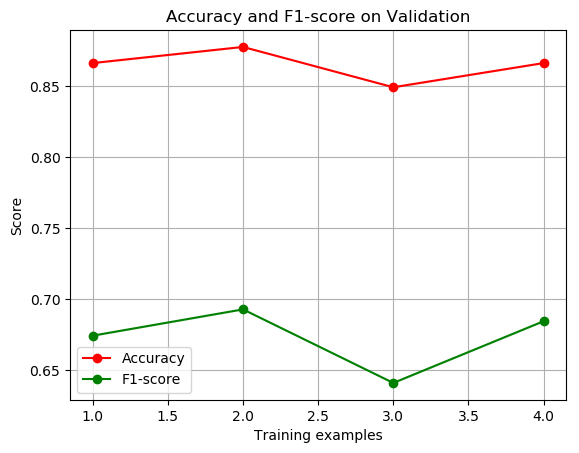 Accuracy and F1-score on Validation
Score
0.85
0.80
0.75
0.70
0.65
Accuracy
F1-score
1.0 1.5 2.0 2.5 3.0 3.5 4.0
Training examples